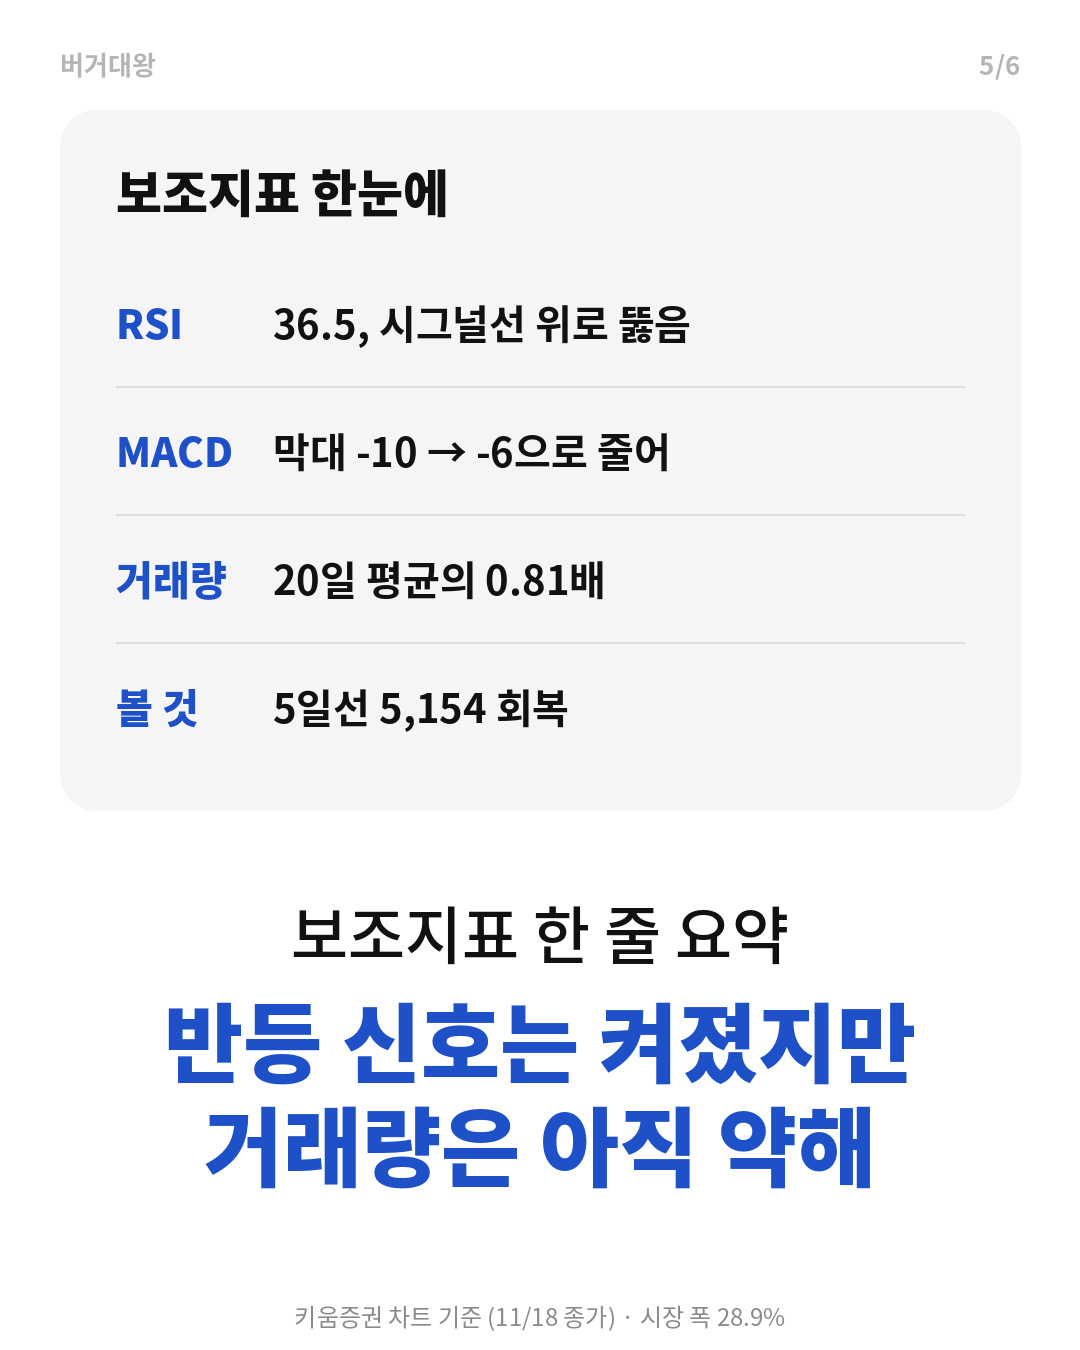 버거대왕
5/6
보조지표 한눈에
RSI 36.5, 시그널선 위로 뚫음
MACD 막대 -10 → -6으로 줄어
거래량 20일 평균의 0.81배
볼 것 5일선 5,154 회복
보조지표 한 줄 요약
반등 신호는 켜졌지만
거래량은 아직 약해
키움증권 차트 기준 (11/18 종가) · 시장 폭 28.9%